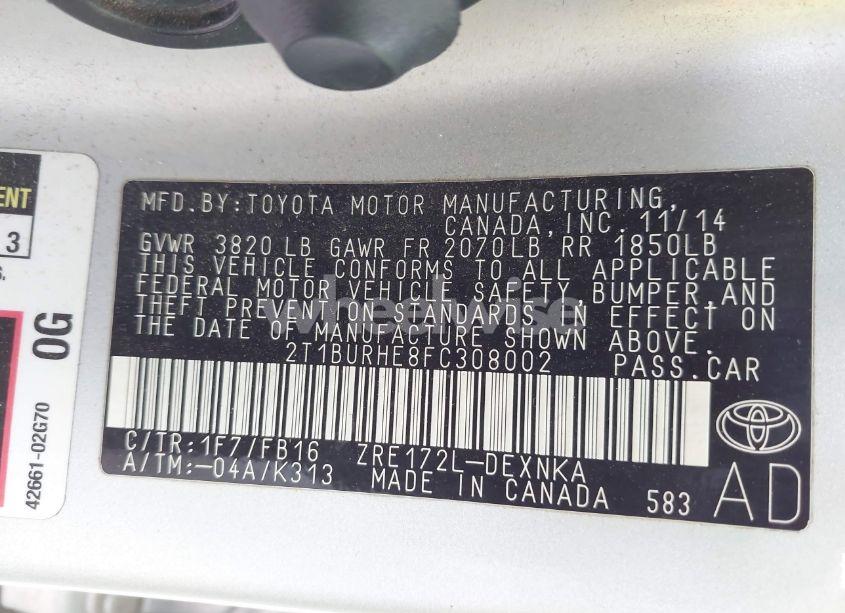 ENT
3
S.
OG
42661-02G70
MFD.BY:TOYOTA MOTOR MANUFACTURING,
CANADA,INC. 11/14
GVWR 3820 LB GAWR FR 2070LB RR 1850LB
THIS VEHICLE CONFORMS TO ALL APPLICABLE
FEDERAL MOTOR VEHICLE SAFETY,BUMPER,AND
THEFT PREVENTION STANDARDS IN EFFECT ON
THE DATE OF MANUFACTURE SHOWN ABOVE.
2T1BURHE8FC308002 PASS.CAR
C/TR:1F7/FB16 ZRE172L-DEXNKA
A/TM:-04A/K313 MADE IN CANADA 583 AD
wheelwise